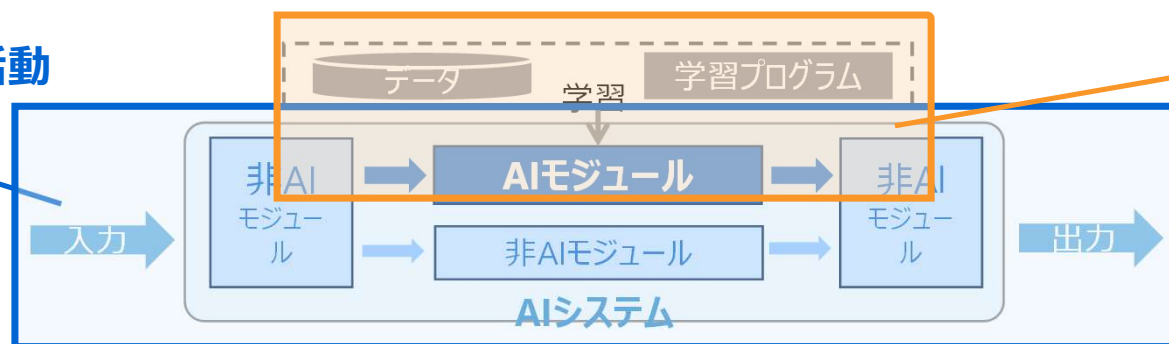 活動
データ
学習プログラム
学習
非AI
モジュー
ル
AIモジュール
非AI
モジュー
ル
入力
非AIモジュール
出力
AIシステム